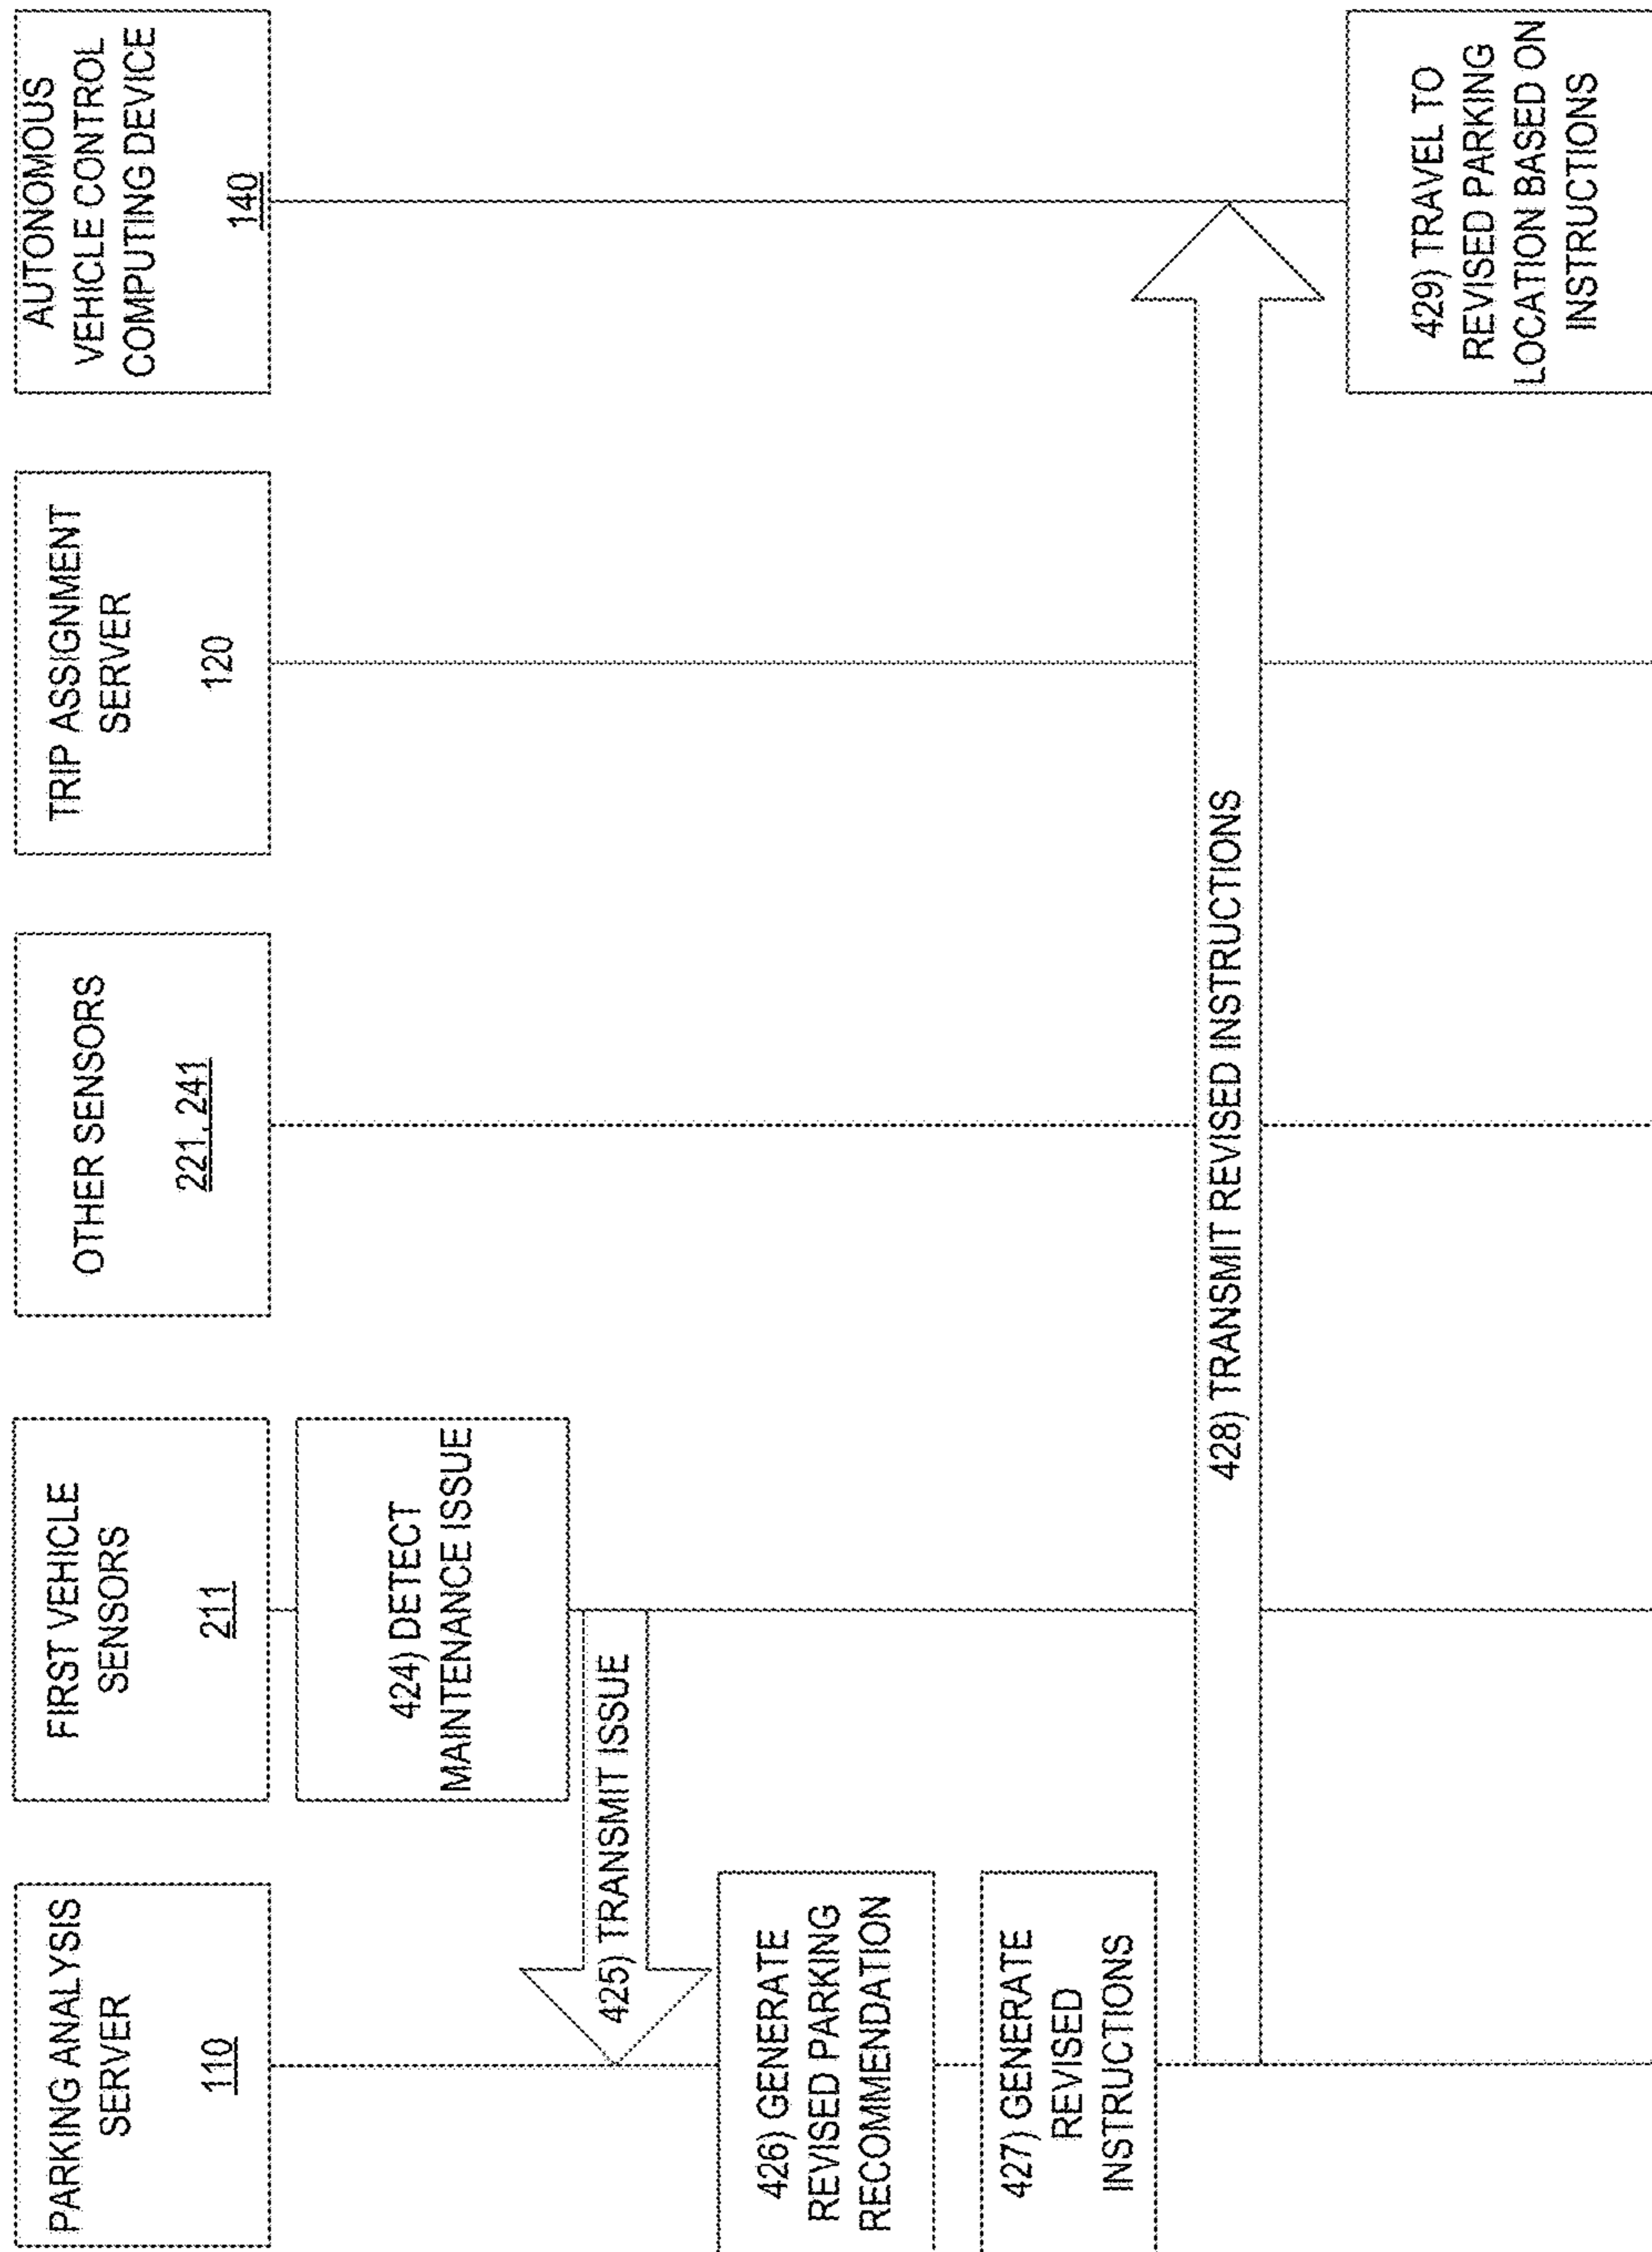 PARKING ANALYSIS
SERVER
110
FIRST VEHICLE
SENSORS
211
OTHER SENSORS
221, 241
TRIP ASSIGNMENT
SERVER
120
AUTONOMOUS
VEHICLE CONTROL
COMPUTING DEVICE
140
424) DETECT
MAINTENANCE ISSUE
425) TRANSMIT ISSUE
426) GENERATE
REVISED PARKING
RECOMMENDATION
427) GENERATE
REVISED
INSTRUCTIONS
428) TRANSMIT REVISED INSTRUCTIONS
429) TRAVEL TO
REVISED PARKING
LOCATION BASED ON
INSTRUCTIONS